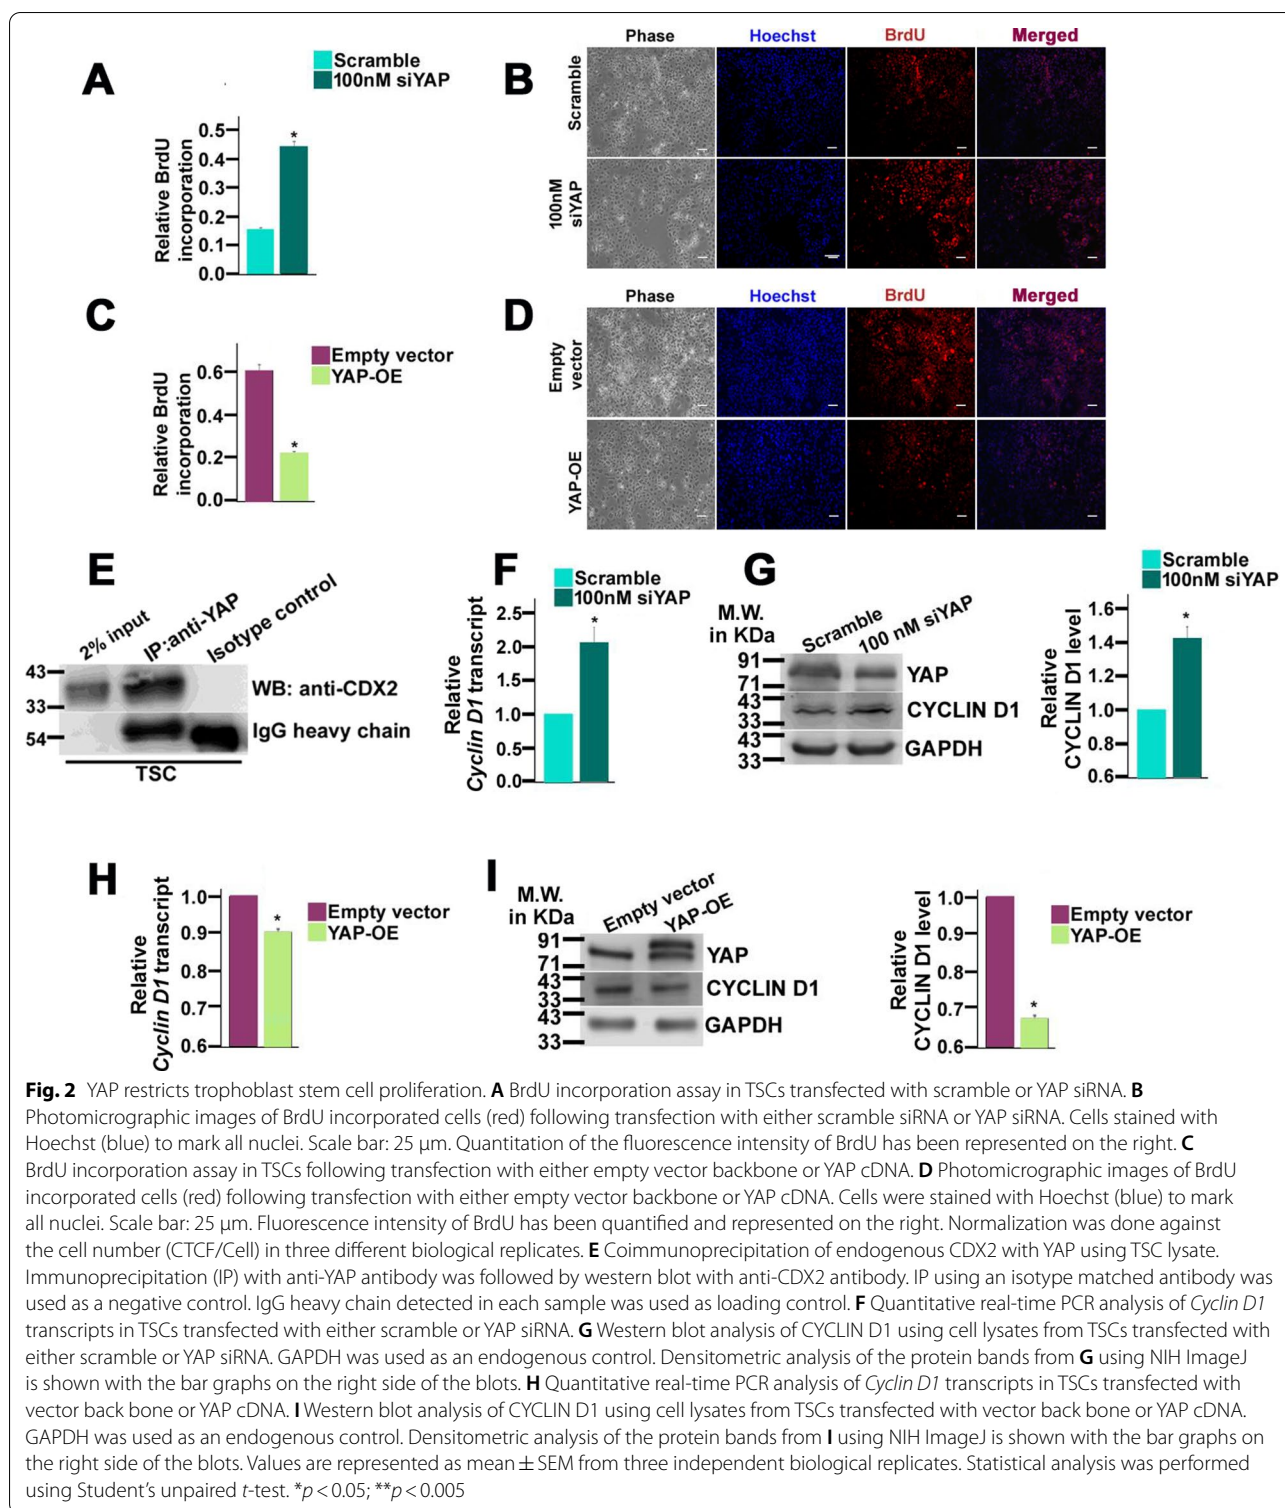 A
Scramble
100nM siYAP
Relative BrdU
incorporation
0.5
0.4
0.3
0.2
0.1
0.0
*
B
Phase
Hoechst
BrdU
Merged
Scramble
100nM
siYAP
C
Empty vector
YAP-OE
Relative BrdU
incorporation
0.6
0.4
0.2
0.0
*
D
Phase
Hoechst
BrdU
Merged
Empty
vector
YAP-OE
E
2% input
IP:anti-YAP
Isotype control
43
33
54
WB: anti-CDX2
IgG heavy chain
TSC
F
Scramble
100nM siYAP
Relative
Cyclin D1 transcript
2.5
2.0
1.5
1.0
0.5
0.0
*
G
M.W.
in KDa
Scramble
100 nM siYAP
91
71
43
33
43
33
YAP
CYCLIN D1
GAPDH
Scramble
100nM siYAP
Relative
CYCLIN D1 level
1.6
1.4
1.2
1.0
0.8
0.6
*
H
Relative
Cyclin D1 transcript
1.0
0.9
0.8
0.7
0.6
*
Empty vector
YAP-OE
I
M.W.
in KDa
Empty vector
YAP-OE
91
71
43
33
43
33
YAP
CYCLIN D1
GAPDH
Relative
CYCLIN D1 level
1.0
0.9
0.8
0.7
0.6
*
Empty vector
YAP-OE
Fig. 2 YAP restricts trophoblast stem cell proliferation. A BrdU incorporation assay in TSCs transfected with scramble or YAP siRNA. B
Photomicrographic images of BrdU incorporated cells (red) following transfection with either scramble siRNA or YAP siRNA. Cells stained with
Hoechst (blue) to mark all nuclei. Scale bar: 25 µm. Quantitation of the fluorescence intensity of BrdU has been represented on the right. C
BrdU incorporation assay in TSCs following transfection with either empty vector backbone or YAP cDNA. D Photomicrographic images of BrdU
incorporated cells (red) following transfection with either empty vector backbone or YAP cDNA. Cells were stained with Hoechst (blue) to mark
all nuclei. Scale bar: 25 µm. Fluorescence intensity of BrdU has been quantified and represented on the right. Normalization was done against
the cell number (CTCF/Cell) in three different biological replicates. E Coimmunoprecipitation of endogenous CDX2 with YAP using TSC lysate.
Immunoprecipitation (IP) with anti-YAP antibody was followed by western blot with anti-CDX2 antibody. IP using an isotype matched antibody was
used as a negative control. IgG heavy chain detected in each sample was used as loading control. F Quantitative real-time PCR analysis of Cyclin D1
transcripts in TSCs transfected with either scramble or YAP siRNA. G Western blot analysis of CYCLIN D1 using cell lysates from TSCs transfected with
either scramble or YAP siRNA. GAPDH was used as an endogenous control. Densitometric analysis of the protein bands from G using NIH ImageJ
is shown with the bar graphs on the right side of the blots. H Quantitative real-time PCR analysis of Cyclin D1 transcripts in TSCs transfected with
vector back bone or YAP cDNA. I Western blot analysis of CYCLIN D1 using cell lysates from TSCs transfected with vector back bone or YAP cDNA.
GAPDH was used as an endogenous control. Densitometric analysis of the protein bands from I using NIH ImageJ is shown with the bar graphs on
the right side of the blots. Values are represented as mean ± SEM from three independent biological replicates. Statistical analysis was performed
using Student's unpaired t-test. *p < 0.05; **p < 0.005